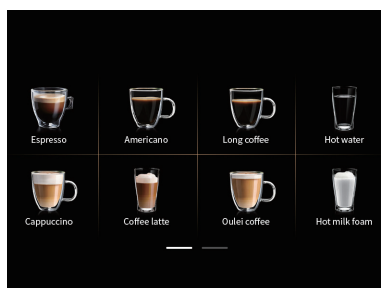 Espresso
Americano
Long coffee
Hot water
Cappuccino
Coffee latte
Oulei coffee
Hot milk foam